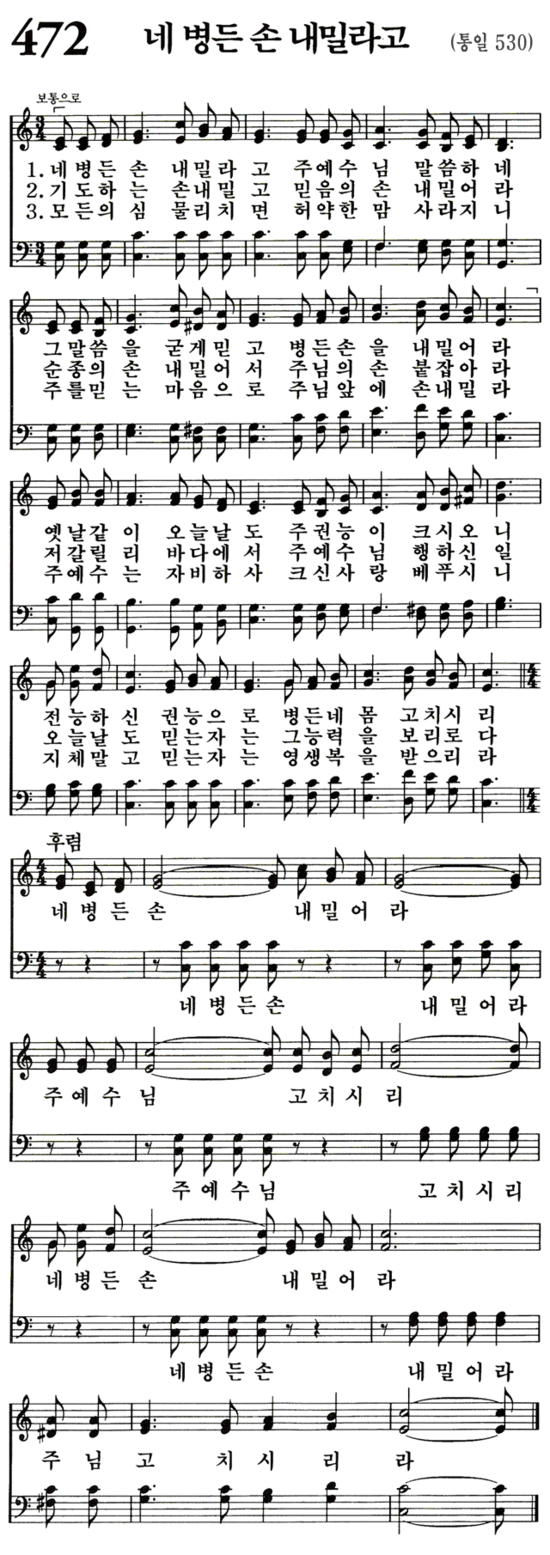 472 네 병든 손 내밀라고 (통일 530)
보통으로
1. 네 병 든 손 내 밀 라 고 주 예 수 님 말 씀 하 네
2. 기 도 하 는 손 내 밀 고 믿 음 의 손 내 밀 어 라
3. 모 든 의 심 물 리 치 면 허 약 한 맘 사 라 지 니
그 말 씀 을 굳 게 믿 고 병 든 손 을 내 밀 어 라
순 종 의 손 내 밀 어 서 주 님 의 손 붙 잡 아 라
주 를 믿 는 마 음 으 로 주 님 앞 에 손 내 밀 라
옛 날 같 이 오 늘 날 도 주 권 능 이 크 시 오 니
저 갈 릴 리 바 다 에 서 주 예 수 님 행 하 신 일
주 예 수 는 자 비 하 사 크 신 사 랑 베 푸 시 니
전 능 하 신 권 능 으 로 병 든 네 몸 고 치 시 리
오 늘 날 도 믿 는 자 는 그 능 력 을 보 리 로 다
지 체 말 고 믿 는 자 는 영 생 복 을 받 으 리 라
후렴
네 병 든 손 내 밀 어 라
네 병 든 손 내 밀 어 라
주 예 수 님 고 치 시 리
주 예 수 님 고 치 시 리
네 병 든 손 내 밀 어 라
네 병 든 손 내 밀 어 라
주 님 고 치 시 리 라